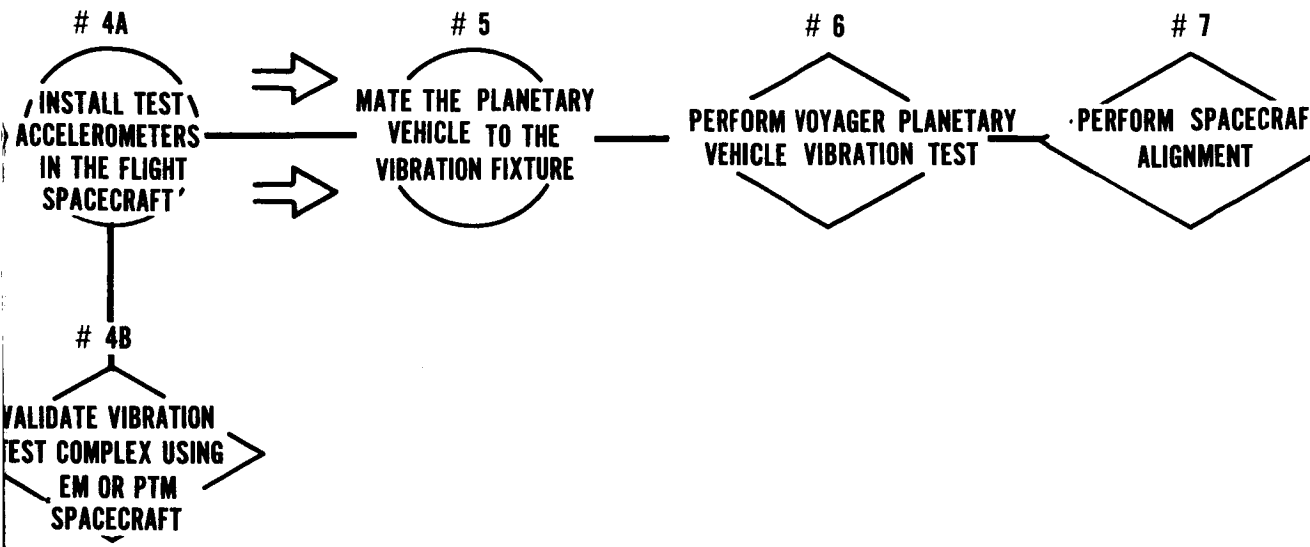 # 4A
INSTALL TEST
ACCELEROMETERS
IN THE FLIGHT
SPACECRAFT'
# 5
MATE THE PLANETARY
VEHICLE TO THE
VIBRATION FIXTURE
# 6
PERFORM VOYAGER PLANETARY
VEHICLE VIBRATION TEST
# 7
PERFORM SPACECRAF
ALIGNMENT
# 4B
VALIDATE VIBRATION
TEST COMPLEX USING
EM OR PTM
SPACECRAFT